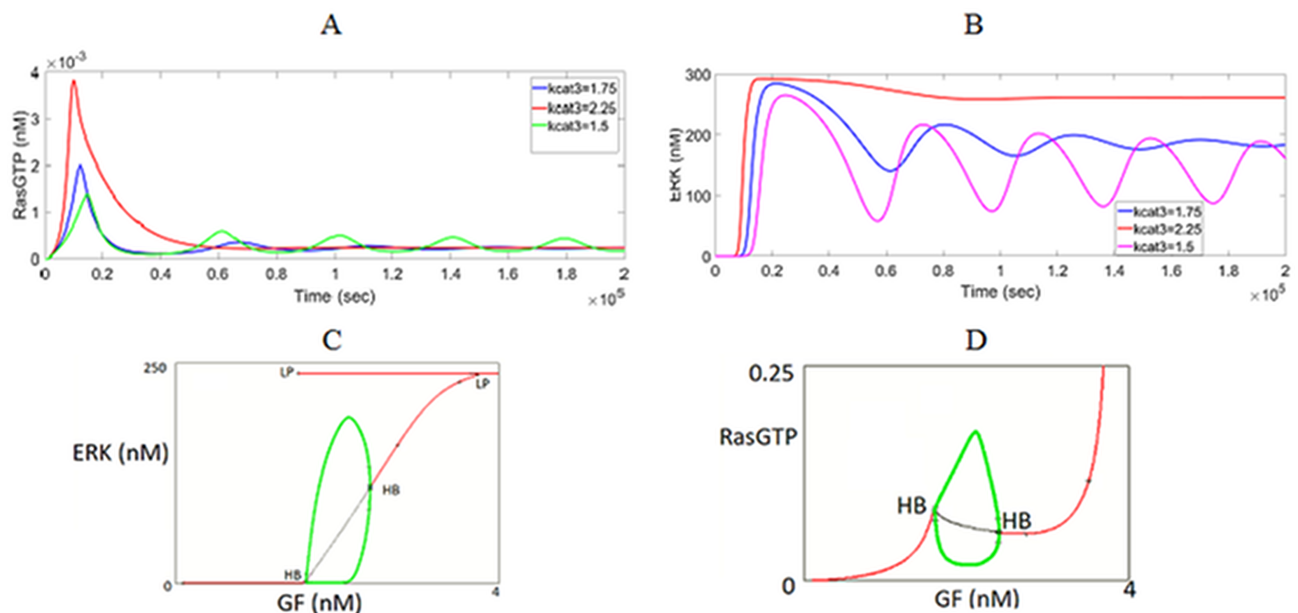 A
×10⁻³
4
3
2
1
0
RasGTP (nM)
kcat3=1.75
kcat3=2.25
kcat3=1.5
0 0.2 0.4 0.6 0.8 1 1.2 1.4 1.6 1.8 2
Time (sec)
×10⁵
B
300
200
100
0
ERK (nM)
kcat3=1.75
kcat3=2.25
kcat3=1.5
0 0.2 0.4 0.6 0.8 1 1.2 1.4 1.6 1.8 2
Time (sec)
×10⁵
C
250
LP
LP
ERK (nM)
HB
HB
0
4
GF (nM)
D
0.25
RasGTP
HB
HB
0
4
GF (nM)